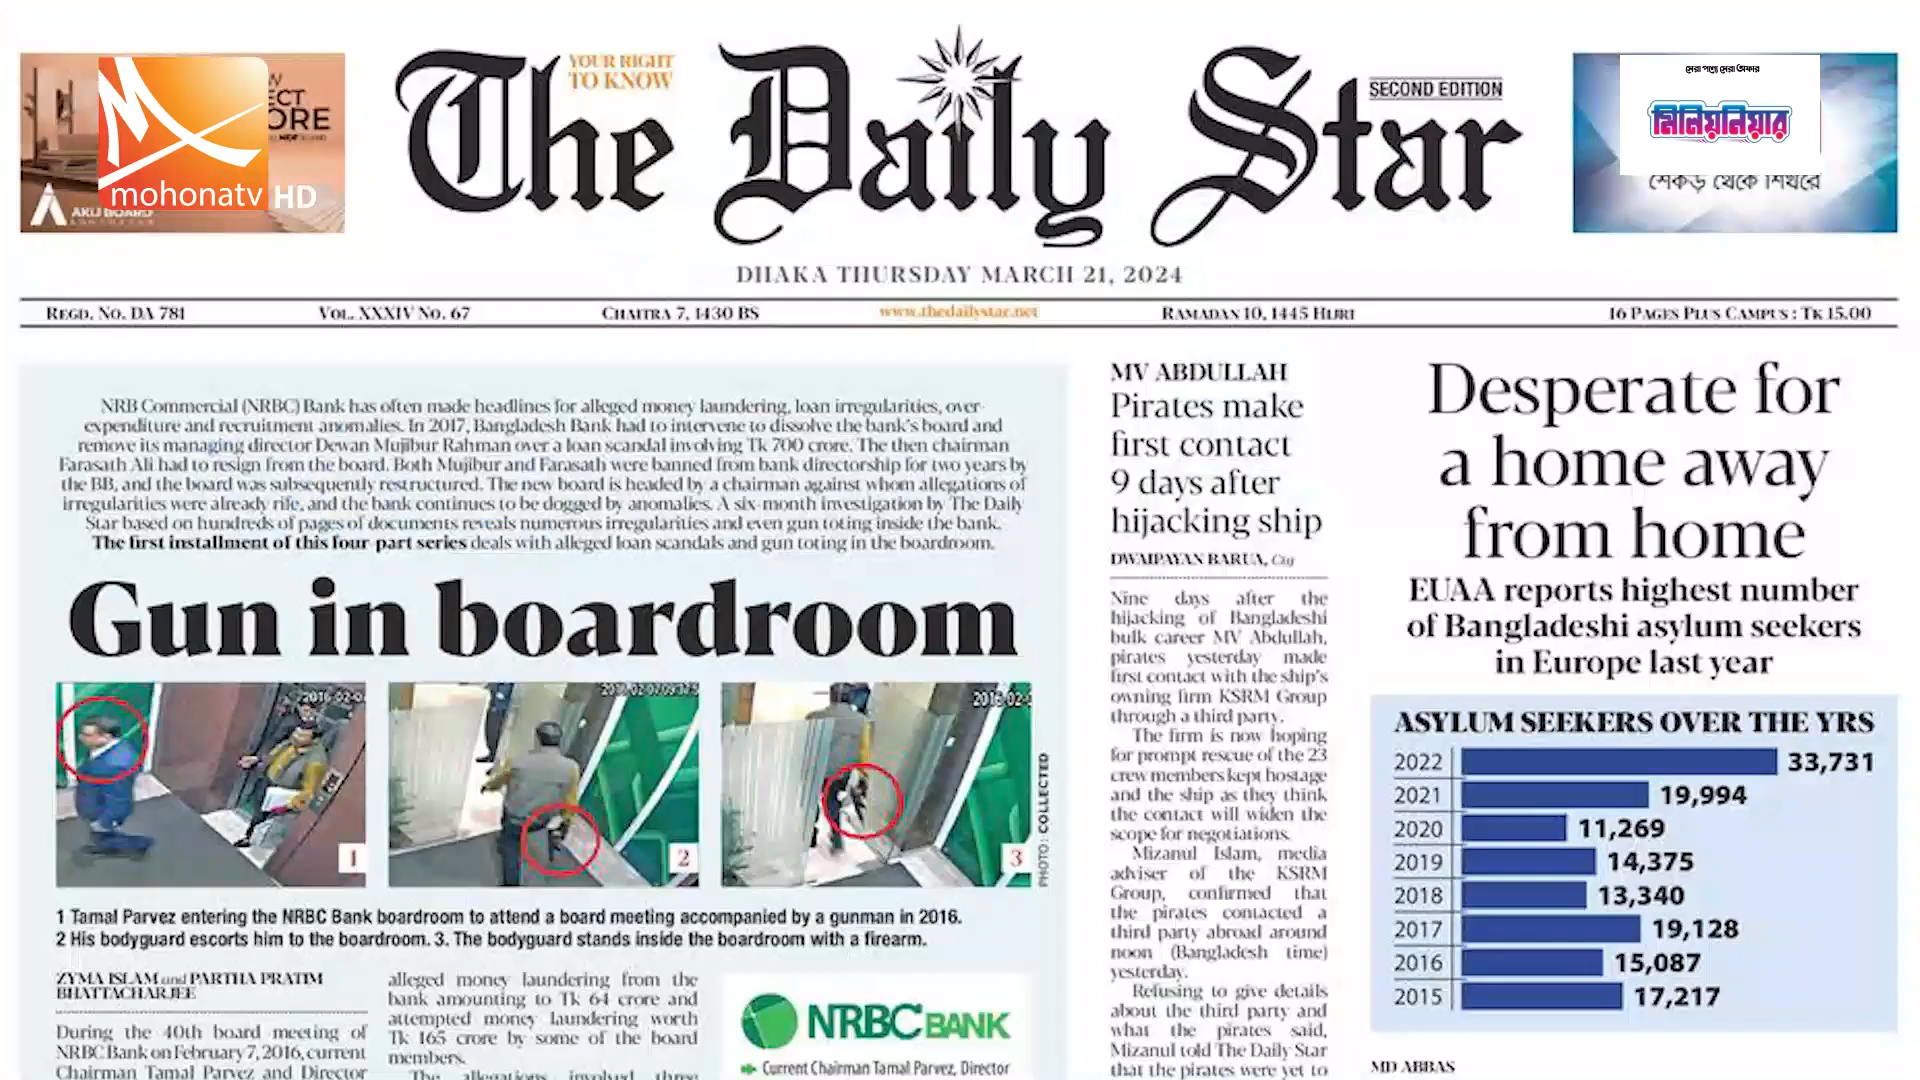 YOUR RIGHT
TO KNOW
The Daily Star
SECOND EDITION
mohonatv HD
সেরা পণ্যে সেরা অফার
মিলিয়নিয়ার
শেকড় থেকে শিখরে
DHAKA THURSDAY MARCH 21, 2024
REGD. NO. DA 781
VOL. XXXIV NO. 67
CHAITRA 7, 1430 BS
www.thedailystar.net
RAMADAN 10, 1445 HIJRI
16 PAGES PLUS CAMPUS : TK 15.00
NRB Commercial (NRBC) Bank has often made headlines for alleged money laundering, loan irregularities, over-
expenditure and recruitment anomalies. In 2017, Bangladesh Bank had to intervene to dissolve the bank's board and
remove its managing director Dewan Mujibur Rahman over a loan scandal involving Tk 700 crore. The then chairman
Farasath Ali had to resign from the board. Both Mujibur and Farasath were banned from bank directorship for two years by
the BB, and the board was subsequently restructured. The new board is headed by a chairman against whom allegations of
irregularities were already rife, and the bank continues to be dogged by anomalies. A six-month investigation by The Daily
Star based on hundreds of pages of documents reveals numerous irregularities and even gun toting inside the bank.
The first installment of this four-part series deals with alleged loan scandals and gun toting in the boardroom.
Gun in boardroom
2016-02-0
1
2016-02-07 09:37:5
2
2016-02-
3
PHOTO: COLLECTED
1 Tamal Parvez entering the NRBC Bank boardroom to attend a board meeting accompanied by a gunman in 2016.
2 His bodyguard escorts him to the boardroom. 3. The bodyguard stands inside the boardroom with a firearm.
ZYMA ISLAM and PARTHA PRATIM
BHATTACHARJEE
During the 40th board meeting of
NRBC Bank on February 7, 2016, current
Chairman Tamal Parvez and Director
alleged money laundering from the
bank amounting to Tk 64 crore and
attempted money laundering worth
Tk 165 crore by some of the board
members.
The allegations involved three
NRBC BANK
Current Chairman Tamal Parvez, Director
MV ABDULLAH
Pirates make
first contact
9 days after
hijacking ship
DWAIPAYAN BARUA, Ctg
Nine days after the
hijacking of Bangladeshi
bulk career MV Abdullah,
pirates yesterday made
first contact with the ship's
owning firm KSRM Group
through a third party.
The firm is now hoping
for prompt rescue of the 23
crew members kept hostage
and the ship as they think
the contact will widen the
scope for negotiations.
Mizanul Islam, media
adviser of the KSRM
Group, confirmed that
the pirates contacted a
third party abroad around
noon (Bangladesh time)
yesterday.
Refusing to give details
about the third party and
what the pirates said,
Mizanul told The Daily Star
that the pirates were yet to
Desperate for
a home away
from home
EUAA reports highest number
of Bangladeshi asylum seekers
in Europe last year
ASYLUM SEEKERS OVER THE YRS
2022 33,731
2021 19,994
2020 11,269
2019 14,375
2018 13,340
2017 19,128
2016 15,087
2015 17,217
MD ABBAS